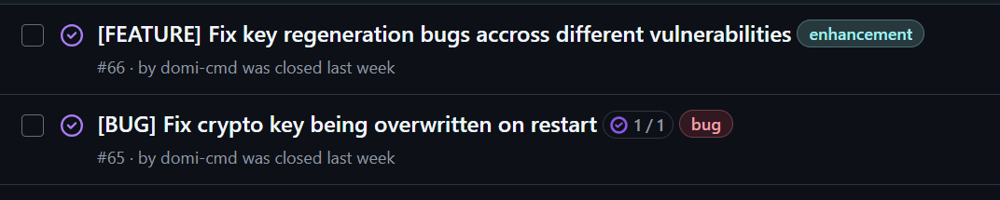 [FEATURE] Fix key regeneration bugs accross different vulnerabilities enhancement
#66 · by domi-cmd was closed last week
[BUG] Fix crypto key being overwritten on restart 1 / 1 bug
#65 · by domi-cmd was closed last week